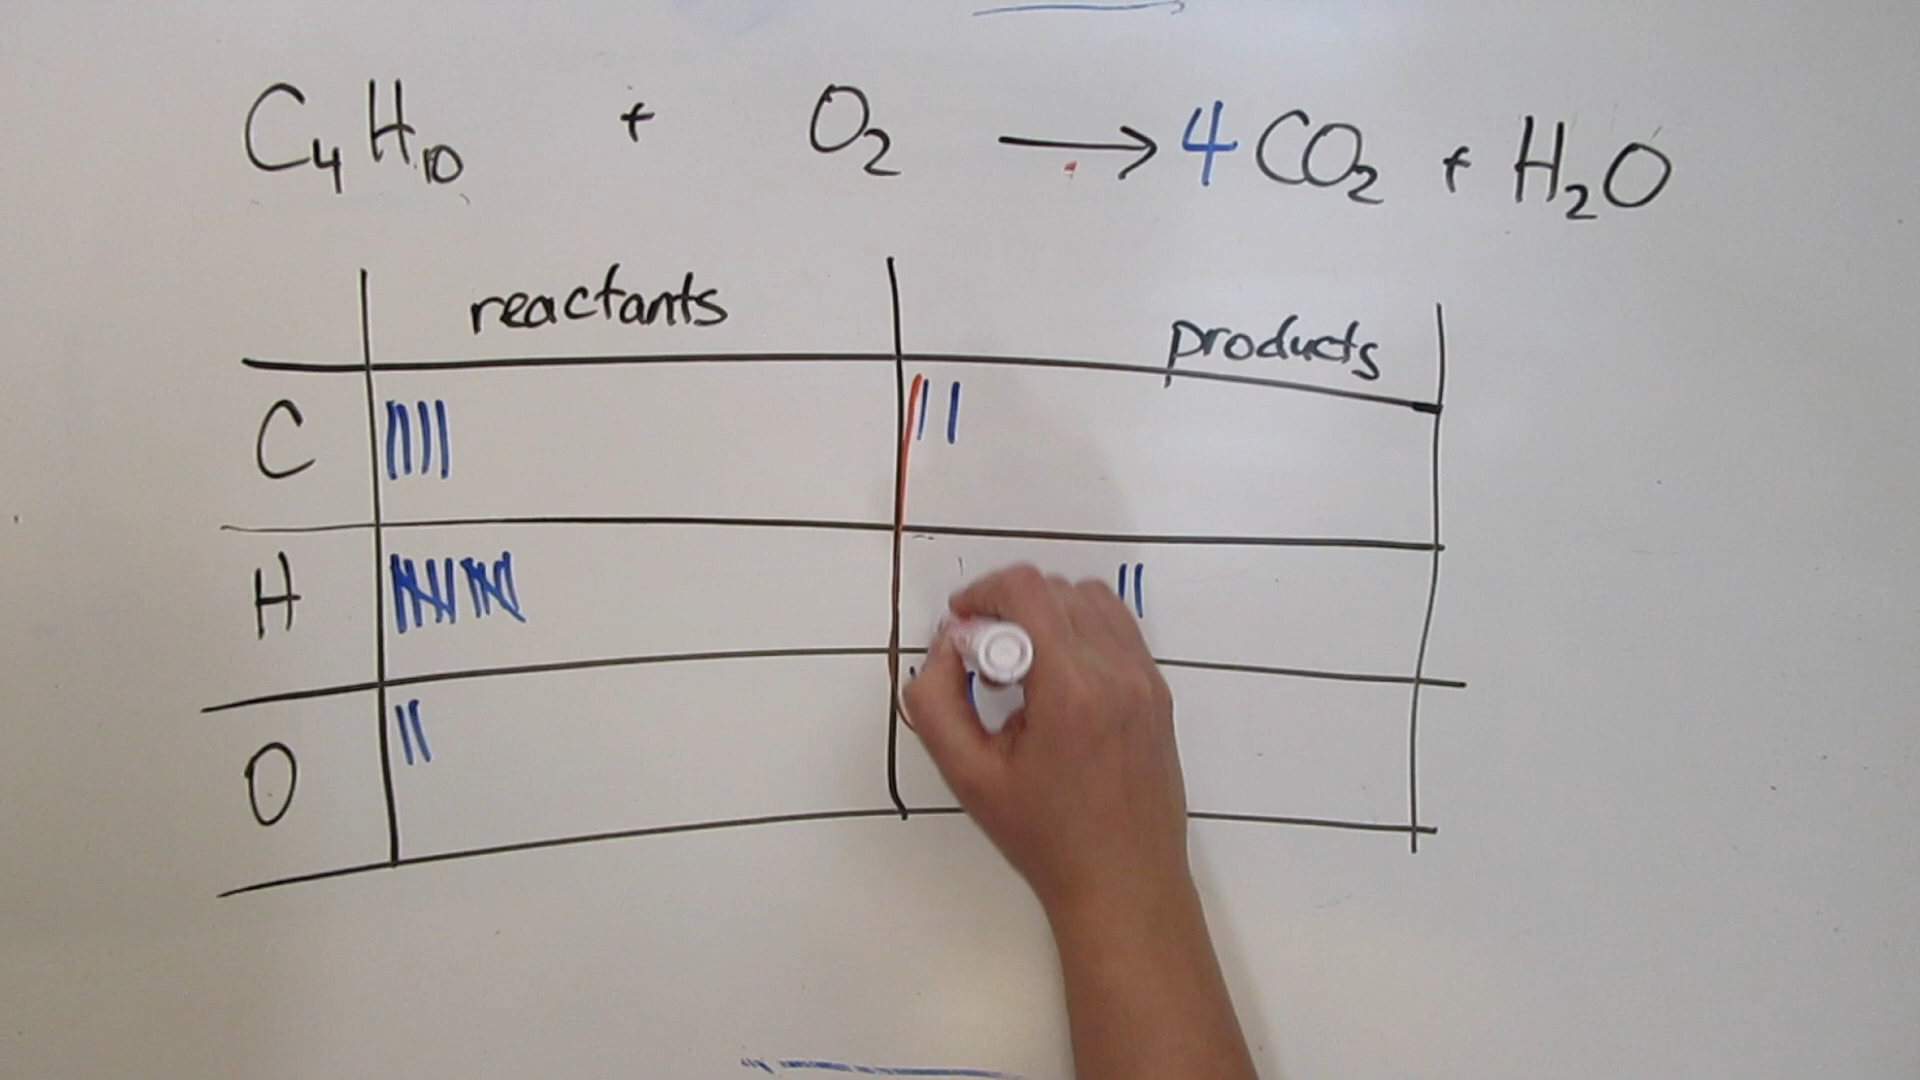 C₄H₁₀ + O₂ → 4CO₂ + H₂O
reactants products
C
H
O